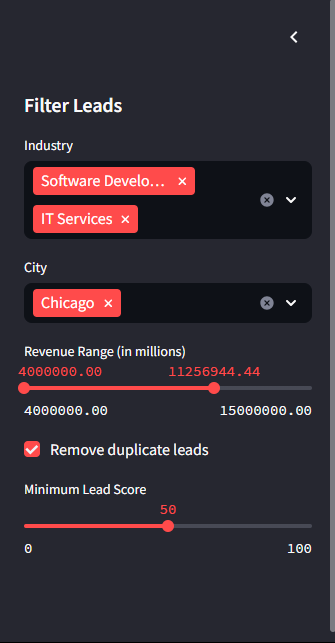 Filter Leads
Industry
Software Develo...
IT Services
City
Chicago
Revenue Range (in millions)
4000000.00 11256944.44
4000000.00 15000000.00
Remove duplicate leads
Minimum Lead Score
50
0 100